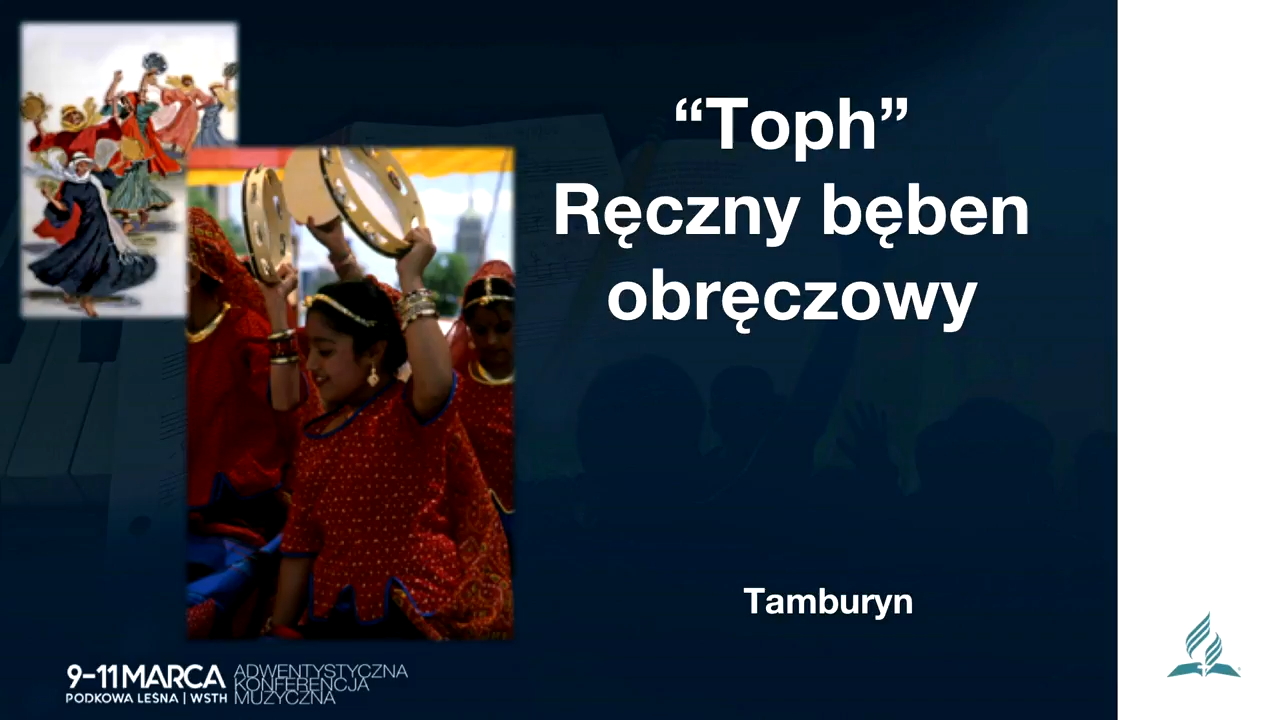 “Toph”
Ręczny bęben
obręczowy
Tamburyn
9-11 MARCA
PODKOWA LEŚNA | WSTH
ADWENTYSTYCZNA
KONFERENCJA
MUZYCZNA